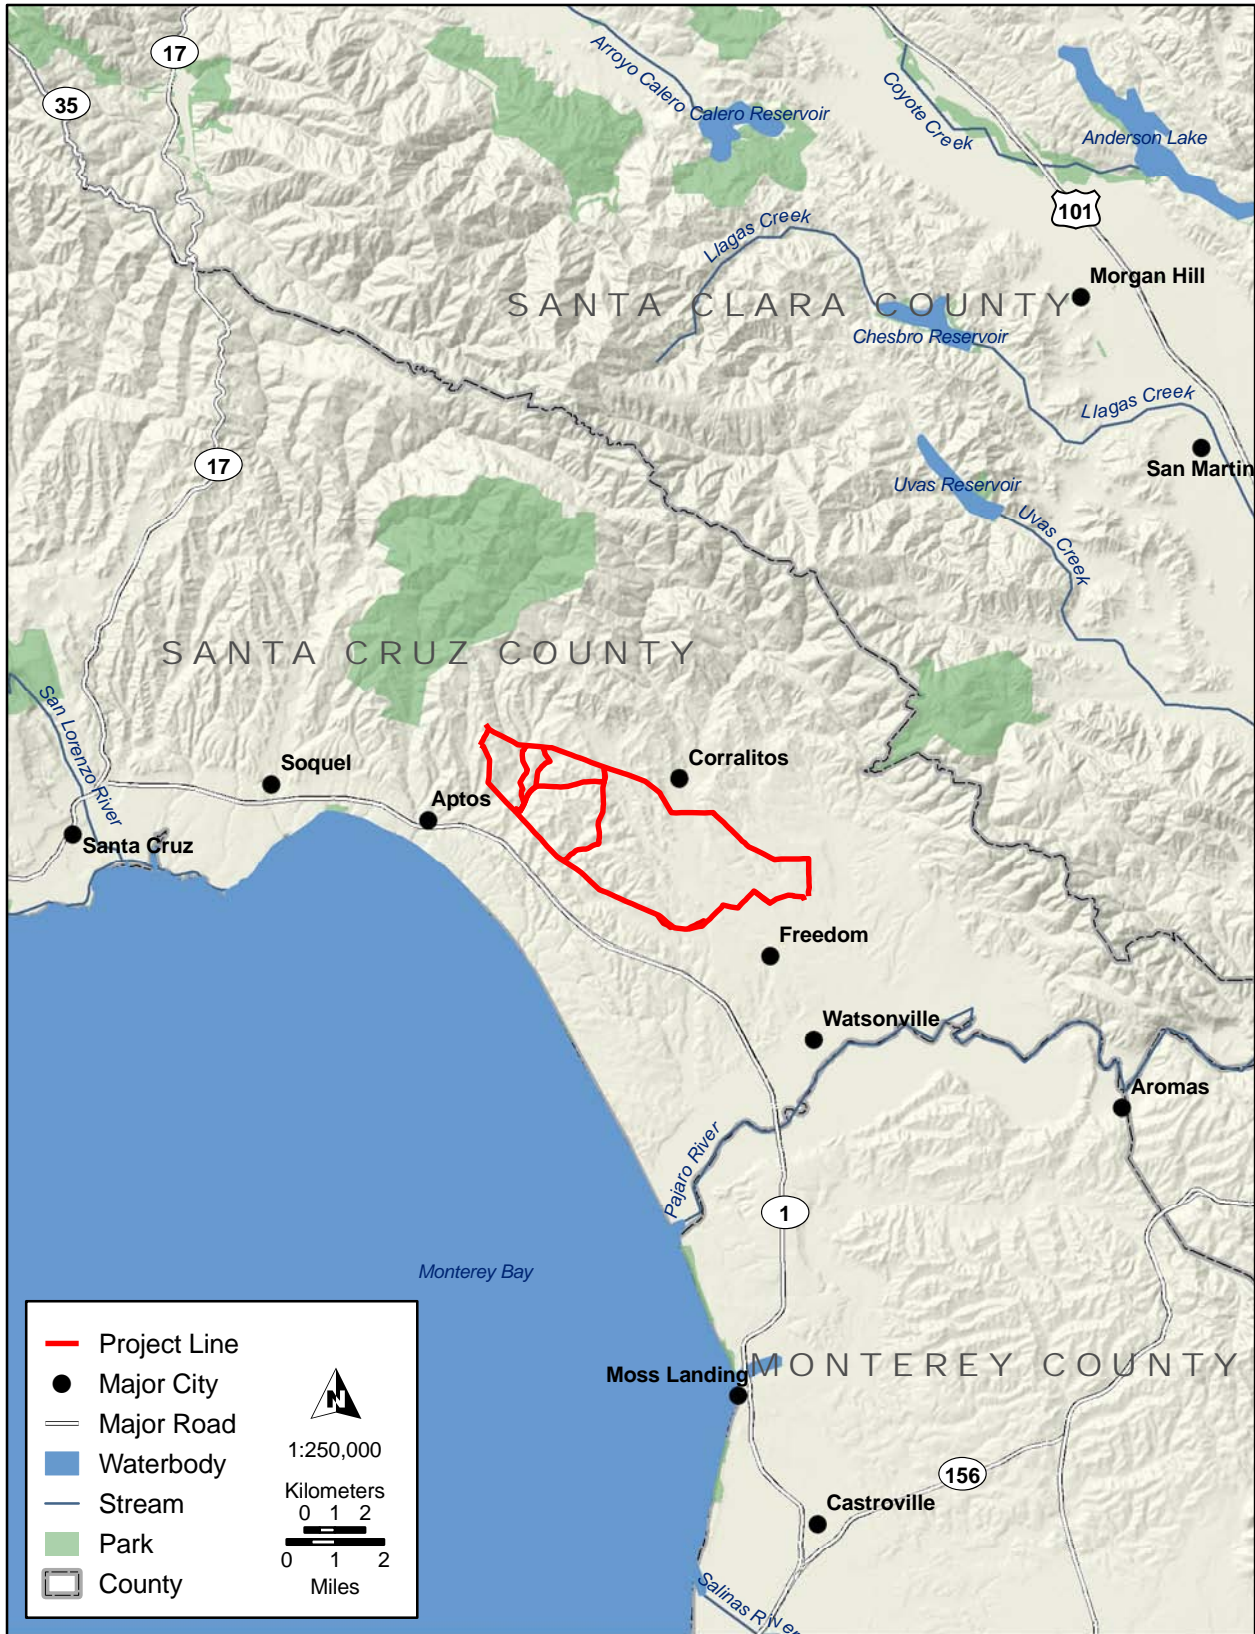 17
35
Arroyo Calero
Calero Reservoir
Coyote Creek
Anderson Lake
101
Llagas Creek
Morgan Hill
SANTA CLARA COUNTY
Chesbro Reservoir
Llagas Creek
San Martin
17
Uvas Reservoir
Uvas Creek
SANTA CRUZ COUNTY
San Lorenzo River
Soquel
Corralitos
Aptos
Santa Cruz
Freedom
Watsonville
Aromas
Pajaro River
1
Monterey Bay
Moss Landing
MONTEREY COUNTY
156
Castroville
Salinas River
Project Line
Major City
Major Road
Waterbody
Stream
Park
County
N
1:250,000
Kilometers
0 1 2
0 1 2
Miles